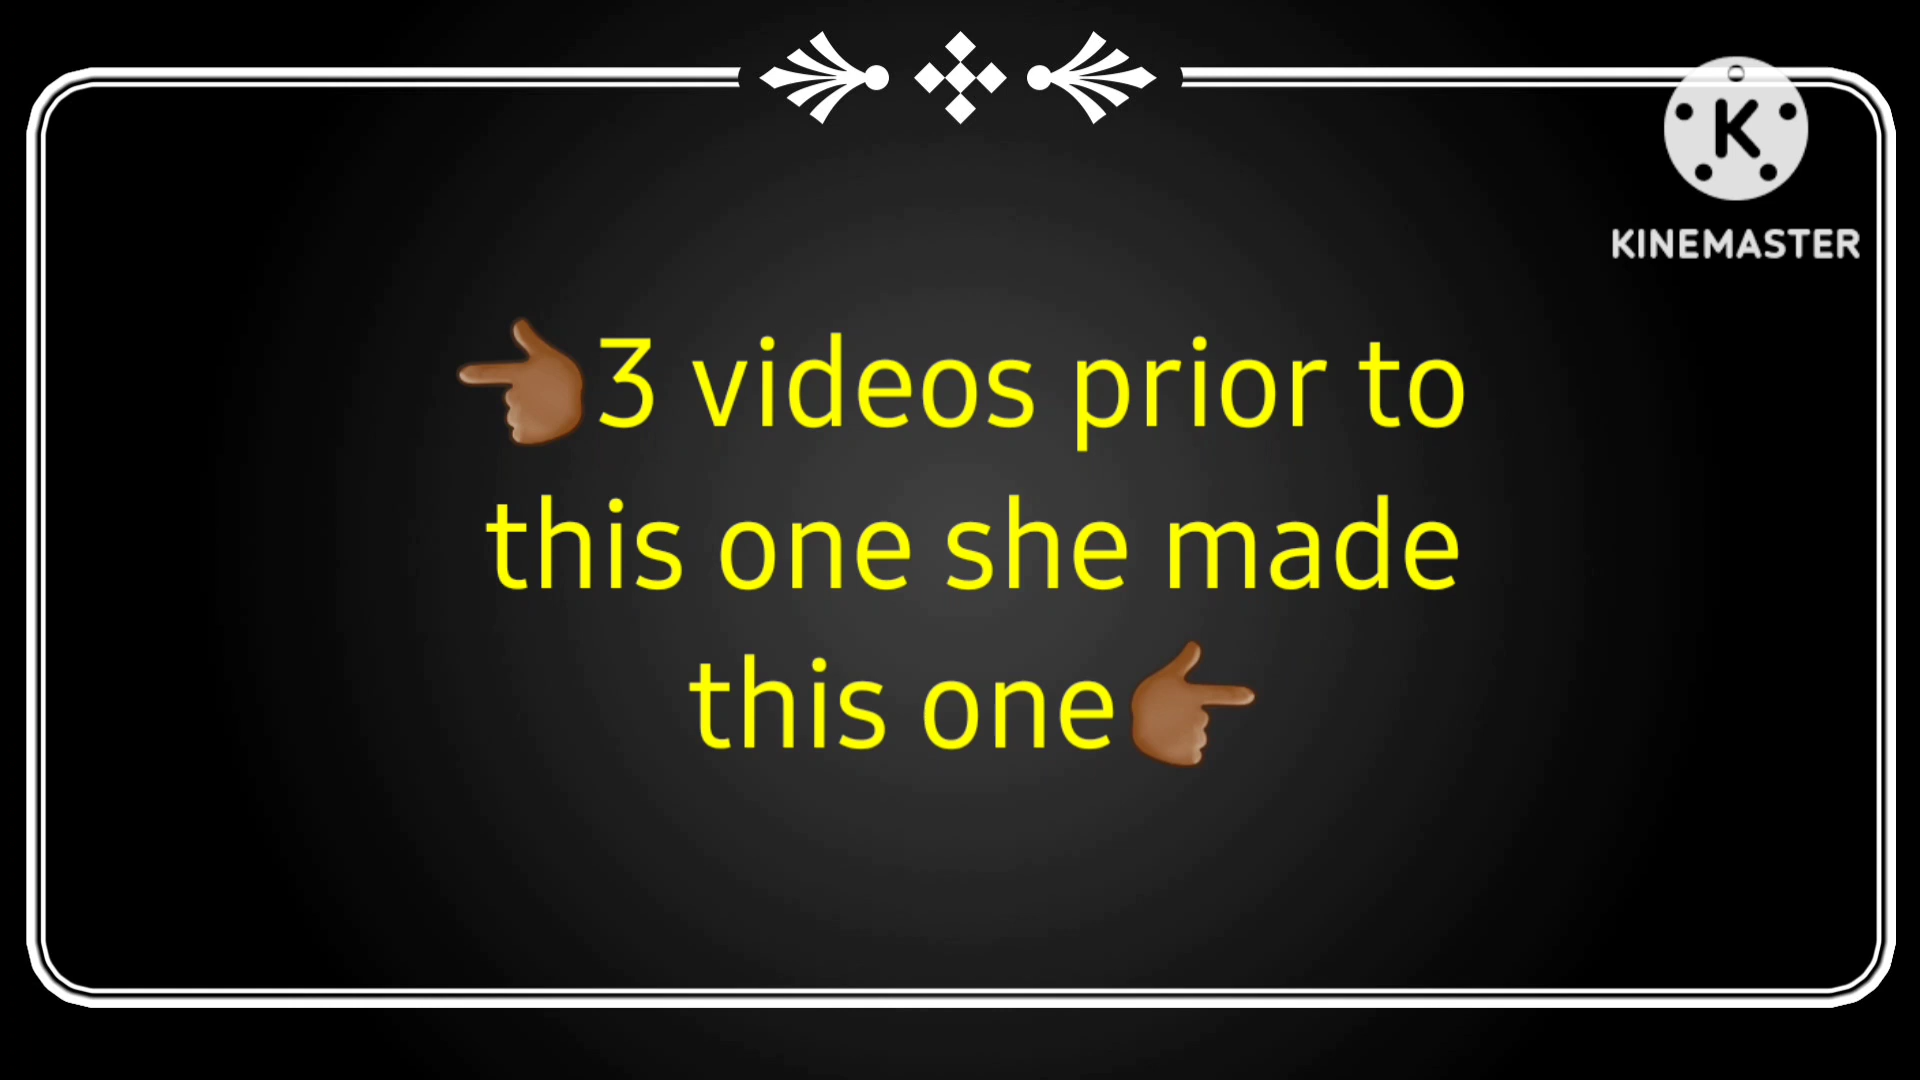 K
KINEMASTER
👈🏾3 videos prior to
this one she made
this one👉🏾